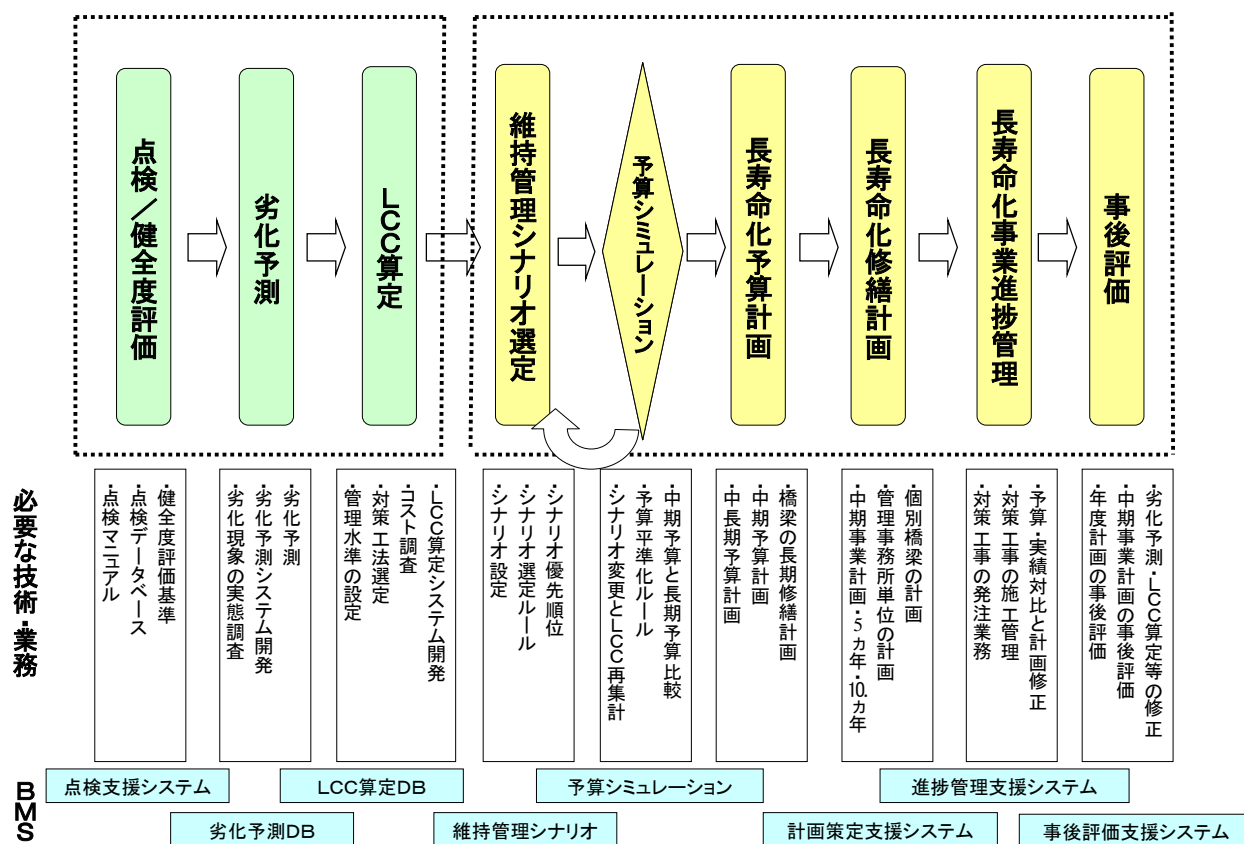 点検／健全度評価
劣化予測
ＬＣＣ算定
維持管理シナリオ選定
予算シミュレーション
長寿命化予算計画
長寿命化修繕計画
長寿命化事業進捗管理
事後評価
必要な技術・業務
・健全度評価基準
・点検データベース
・点検マニュアル
・劣化予測
・劣化予測システム開発
・劣化現象の実態調査
・ＬＣＣ算定システム開発
・コスト調査
・対策工法選定
・管理水準の設定
・シナリオ優先順位
・シナリオ選定ルール
・シナリオ設定
・中期予算と長期予算比較
・予算平準化ルール
・シナリオ変更とＬＣＣ再集計
・橋梁の長期修繕計画
・中期予算計画
・中長期予算計画
・個別橋梁の計画
・管理事務所単位の計画
・中期事業計画・5ヵ年・10.ヵ年
・予算・実績対比と計画修正
・対策工事の施工管理
・対策工事の発注業務
・劣化予測・ＬＣＣ算定等の修正
・中期事業計画の事後評価
・年度計画の事後評価
ＢＭＳ
点検支援システム
ＬＣＣ算定ＤＢ
予算シミュレーション
進捗管理支援システム
劣化予測ＤＢ
維持管理シナリオ
計画策定支援システム
事後評価支援システム